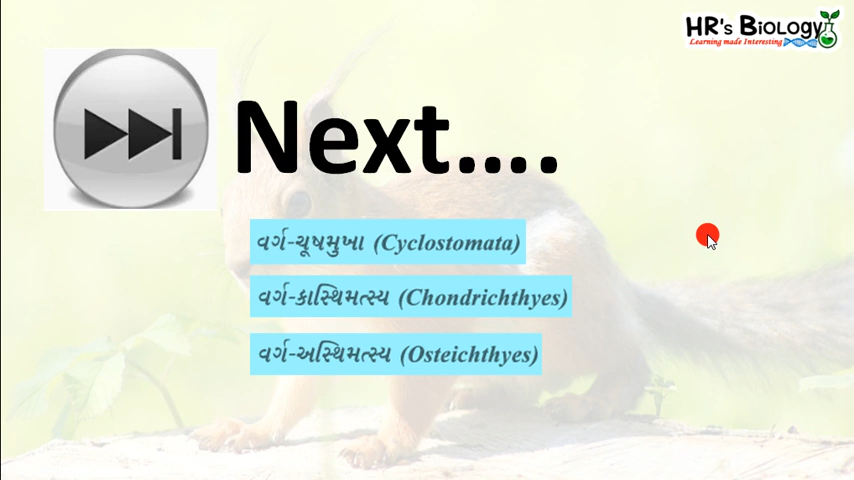 HR's Biology
Learning made Interesting
Next....
વર્ગ-ચૂષમુખા (Cyclostomata)
વર્ગ-કાસ્થિમત્સ્ય (Chondrichthyes)
વર્ગ-અસ્થિમત્સ્ય (Osteichthyes)